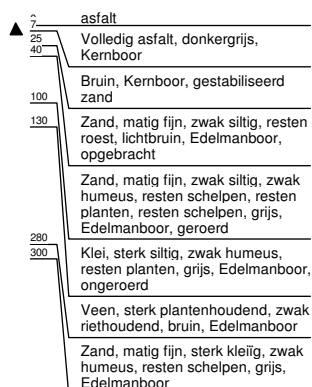 asfalt
7
Volledig asfalt, donkergrijs,
Kernboor
25
40
Bruin, Kernboor, gestabiliseerd
zand
100
Zand, matig fijn, zwak siltig, resten
roest, lichtbruin, Edelmanboor,
opgebracht
130
Zand, matig fijn, zwak siltig, zwak
humeus, resten schelpen, resten
planten, resten schelpen, grijs,
Edelmanboor, geroerd
280
Klei, sterk siltig, zwak humeus,
resten planten, grijs, Edelmanboor,
ongeroerd
300
Veen, sterk plantenhoudend, zwak
riethoudend, bruin, Edelmanboor
Zand, matig fijn, sterk kleiïg, zwak
humeus, resten schelpen, grijs,
Edelmanboor